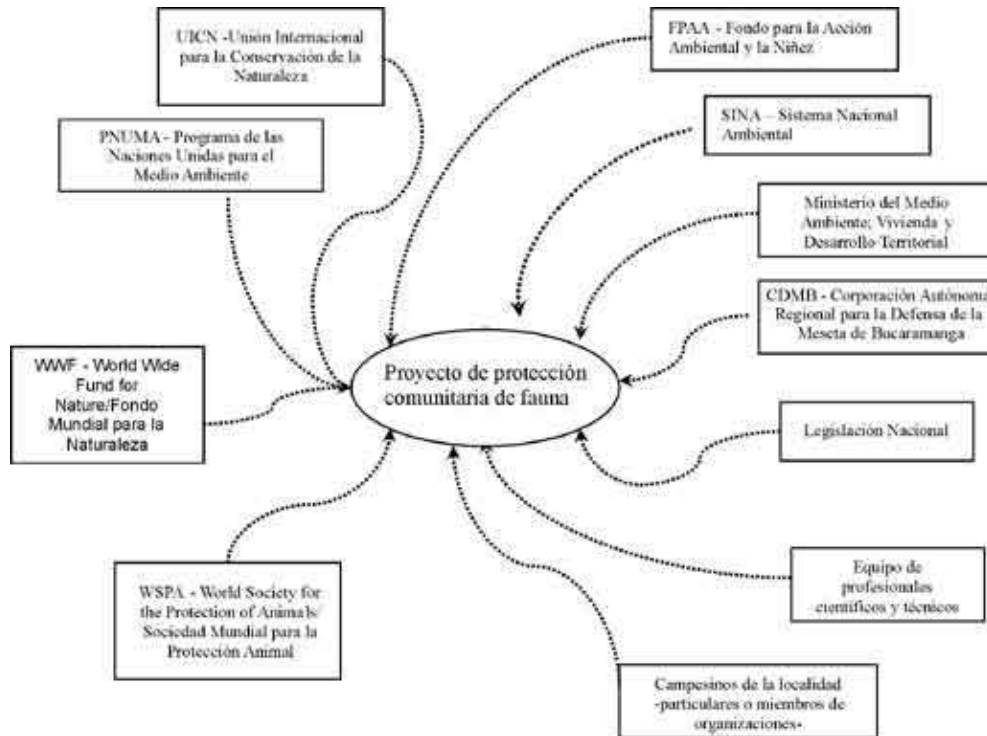 UICN -Unión Internacional
para la Conservación de la
Naturaleza
FPAA - Fondo para la Acción
Ambiental y la Niñez
SINA – Sistema Nacional
Ambiental
PNUMA - Programa de las
Naciones Unidas para el
Medio Ambiente
Ministerio del Medio
Ambiente; Vivienda y
Desarrollo Territorial
CDMB - Corporación Autónoma
Regional para la Defensa de la
Meseta de Bucaramanga
WWF - World Wide
Fund for
Nature/Fondo
Mundial para la
Naturaleza
Proyecto de protección
comunitaria de fauna
Legislación Nacional
WSPA - World Society for
the Protection of Animals/
Sociedad Mundial para la
Protección Animal
Equipo de
profesionales
científicos y técnicos
Campesinos de la localidad
-particulares o miembros de
organizaciones-